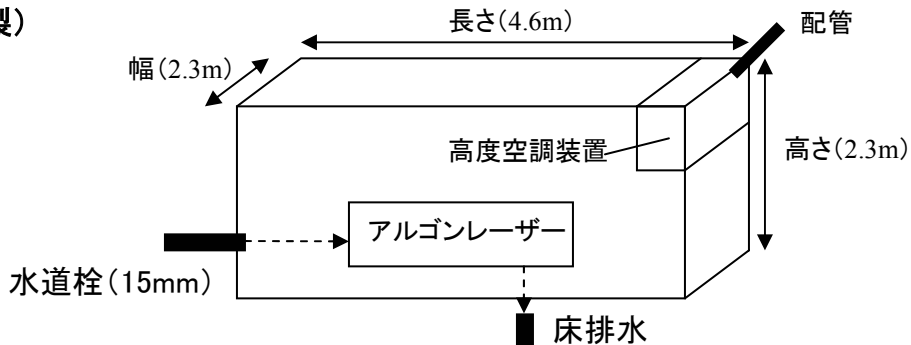 製）
長さ（4.6m）
配管
幅（2.3m）
高度空調装置
高さ（2.3m）
アルゴンレーザー
水道栓（15mm）
床排水